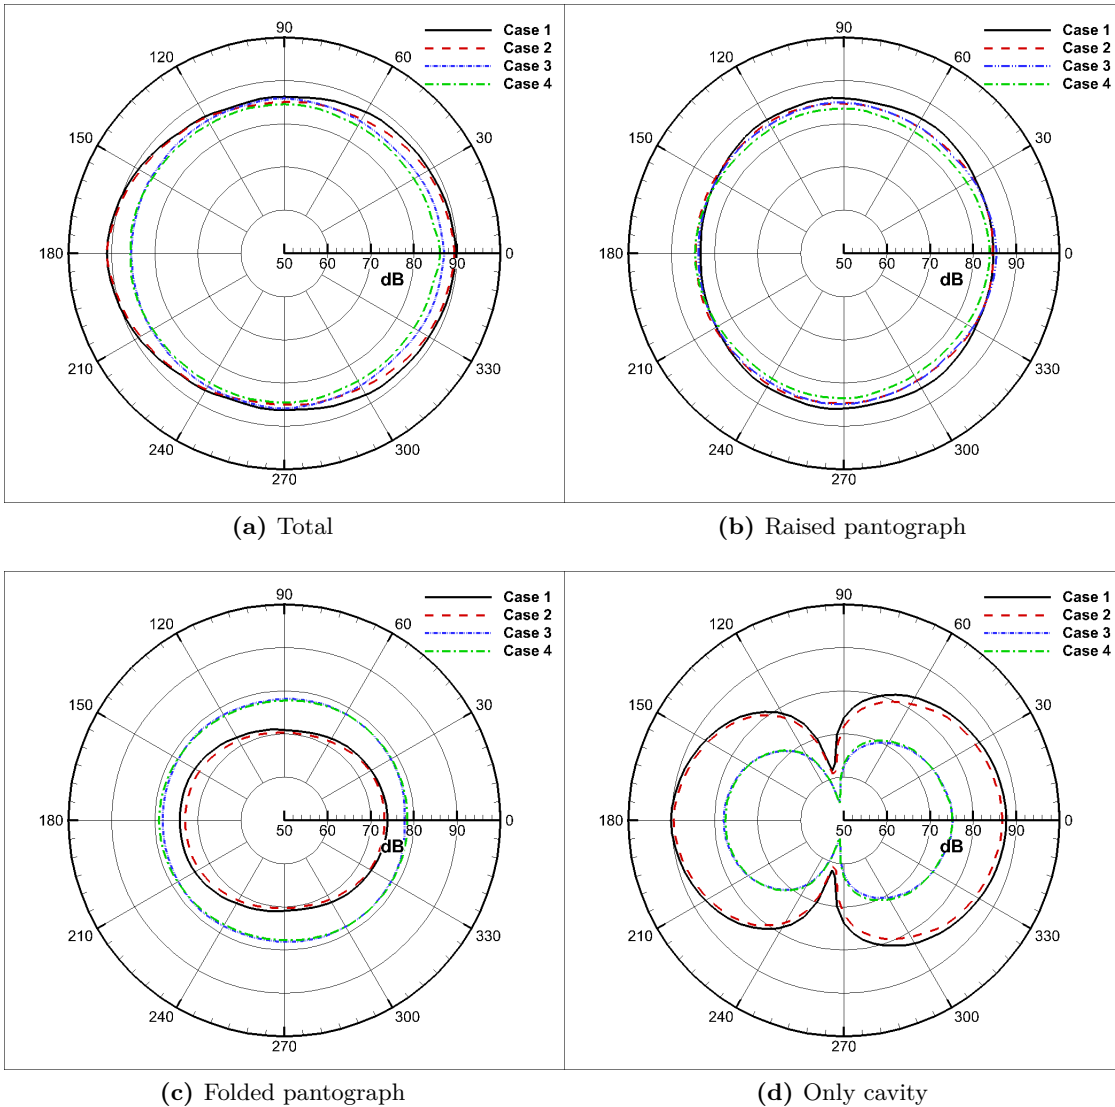 90
Case 1
Case 2
Case 3
Case 4
120
60
150
30
180
50 60 70 80 90
0
dB
210
330
240
300
270
(a) Total
90
Case 1
Case 2
Case 3
Case 4
120
60
150
30
180
50 60 70 80 90
0
dB
210
330
240
300
270
(b) Raised pantograph
90
Case 1
Case 2
Case 3
Case 4
120
60
150
30
180
50 60 70 80 90
0
dB
210
330
240
300
270
(c) Folded pantograph
90
Case 1
Case 2
Case 3
Case 4
120
60
150
30
180
50 60 70 80 90
0
dB
210
330
240
300
270
(d) Only cavity